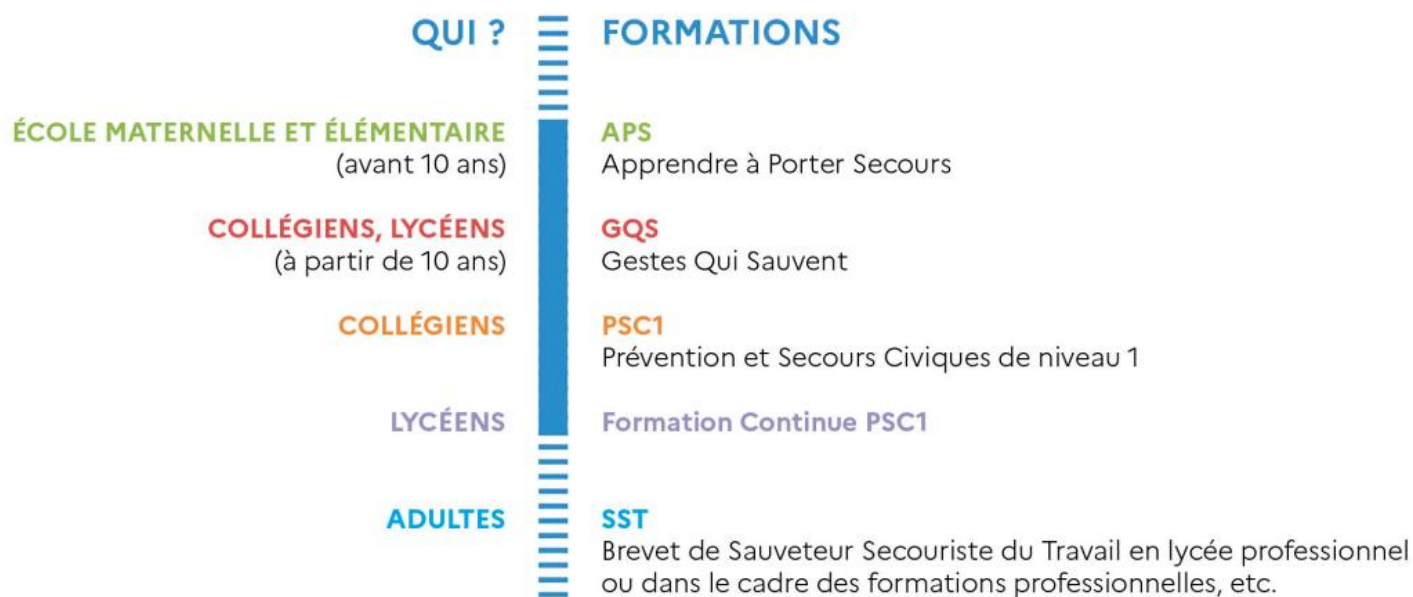 QUI ?
FORMATIONS
ÉCOLE MATERNELLE ET ÉLÉMENTAIRE
(avant 10 ans)
APS
Apprendre à Porter Secours
COLLÉGIENS, LYCÉENS
(à partir de 10 ans)
GQS
Gestes Qui Sauvent
COLLÉGIENS
PSC1
Prévention et Secours Civiques de niveau 1
LYCÉENS
Formation Continue PSC1
ADULTES
SST
Brevet de Sauveteur Secouriste du Travail en lycée professionnel
ou dans le cadre des formations professionnelles, etc.